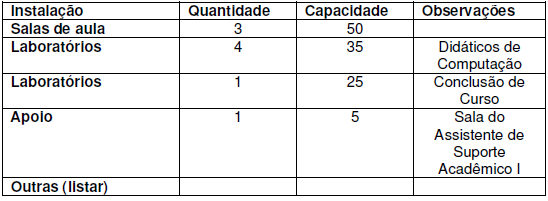 Instalação Quantidade Capacidade Observações
Salas de aula 3 50
Laboratórios 4 35 Didáticos de
Computação
Laboratórios 1 25 Conclusão de
Curso
Apoio 1 5 Sala do
Assistente de
Suporte
Acadêmico I
Outras (listar)